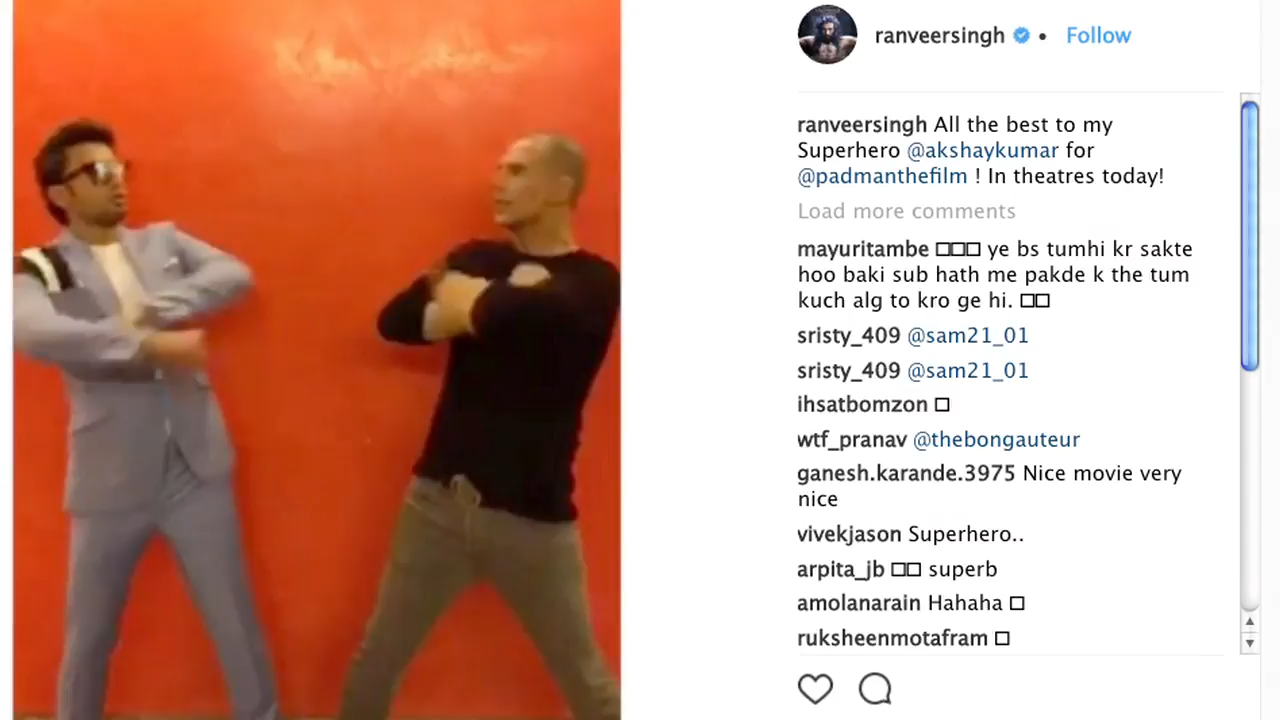 ranveersingh • Follow
ranveersingh All the best to my
Superhero @akshaykumar for
@padmanthefilm ! In theatres today!
Load more comments
mayuritambe □□□ ye bs tumhi kr sakte
hoo baki sub hath me pakde k the tum
kuch alg to kro ge hi. □□
sristy_409 @sam21_01
sristy_409 @sam21_01
ihsatbomzon □
wtf_pranav @thebongauteur
ganesh.karande.3975 Nice movie very
nice
vivekjason Superhero..
arpita_jb □□ superb
amolanarain Hahaha □
ruksheenmotafram □